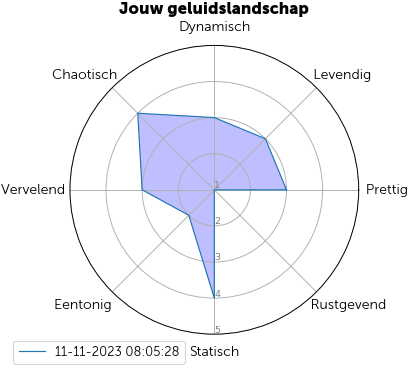 Jouw geluidslandschap
Dynamisch
Chaotisch
Levendig
Vervelend
1
Prettig
2
3
4
Eentonig
Rustgevend
5
11-11-2023 08:05:28
Statisch